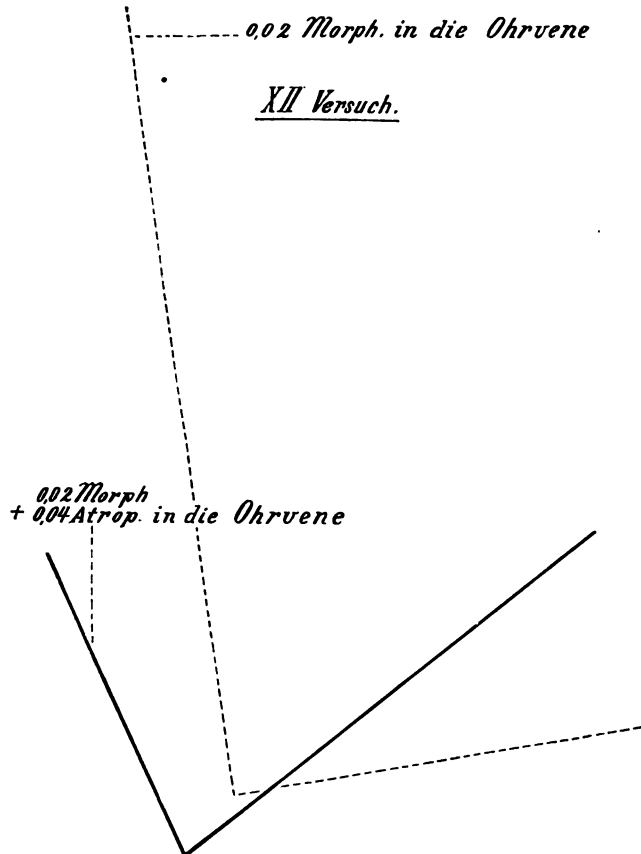 0,02 Morph. in die Ohrvene
XII Versuch.
0,02 Morph
+ 0,04 Atrop. in die Ohrvene